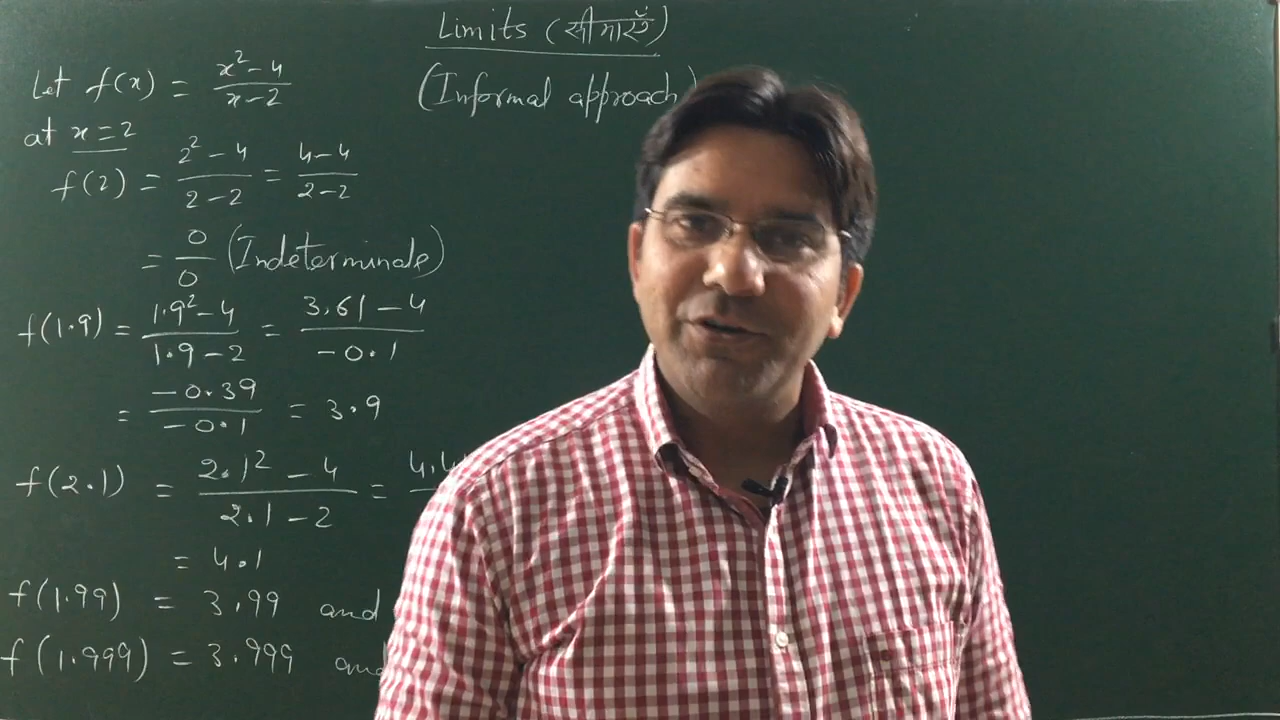 Limits (सीमाएँ)
(Informal approach)
Let f(x) = x² - 4 / x - 2
at x = 2
f(2) = 2² - 4 / 2 - 2 = 4 - 4 / 2 - 2
= 0 / 0 (Indeterminate)
f(1.9) = 1.9² - 4 / 1.9 - 2 = 3.61 - 4 / - 0.1
= - 0.39 / - 0.1 = 3.9
f(2.1) = 2.1² - 4 / 2.1 - 2 =
= 4.1
f(1.99) = 3.99 and
f(1.999) = 3.999 and